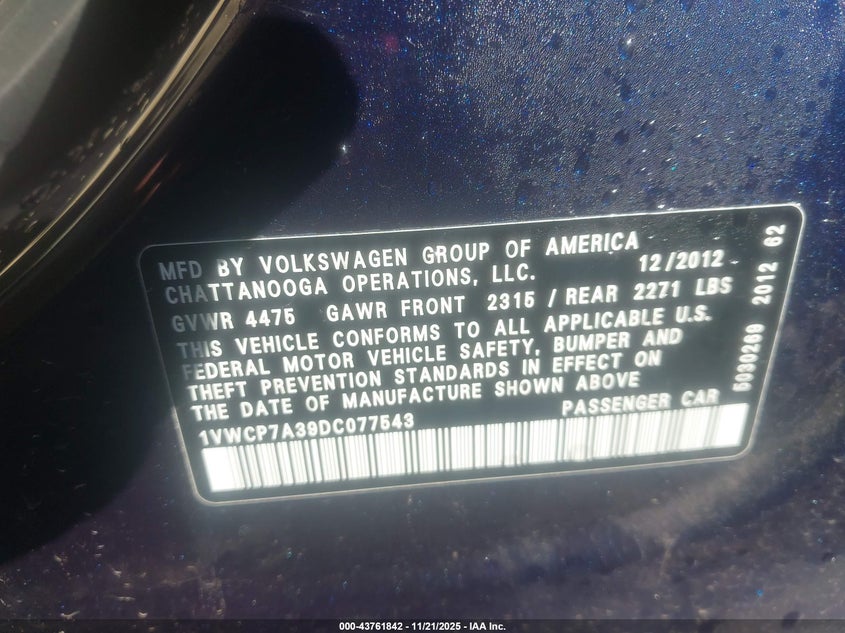 MFD BY VOLKSWAGEN GROUP OF AMERICA
CHATTANOOGA OPERATIONS, LLC. 12/2012
GVWR 4475 GAWR FRONT 2315 / REAR 2271 LBS
THIS VEHICLE CONFORMS TO ALL APPLICABLE U.S.
FEDERAL MOTOR VEHICLE SAFETY, BUMPER AND
THEFT PREVENTION STANDARDS IN EFFECT ON
THE DATE OF MANUFACTURE SHOWN ABOVE
1VWCP7A39DC077543 PASSENGER CAR
5030269 2012 62
000-43761842 - 11/21/2025 - IAA Inc.